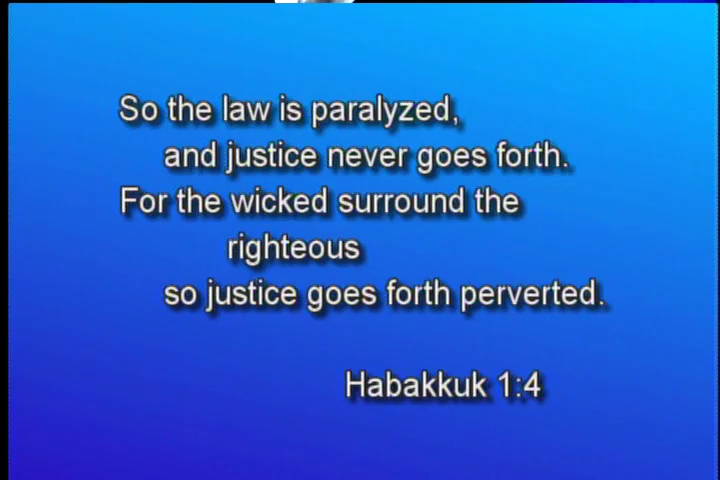 So the law is paralyzed,
and justice never goes forth.
For the wicked surround the
righteous
so justice goes forth perverted.
Habakkuk 1:4